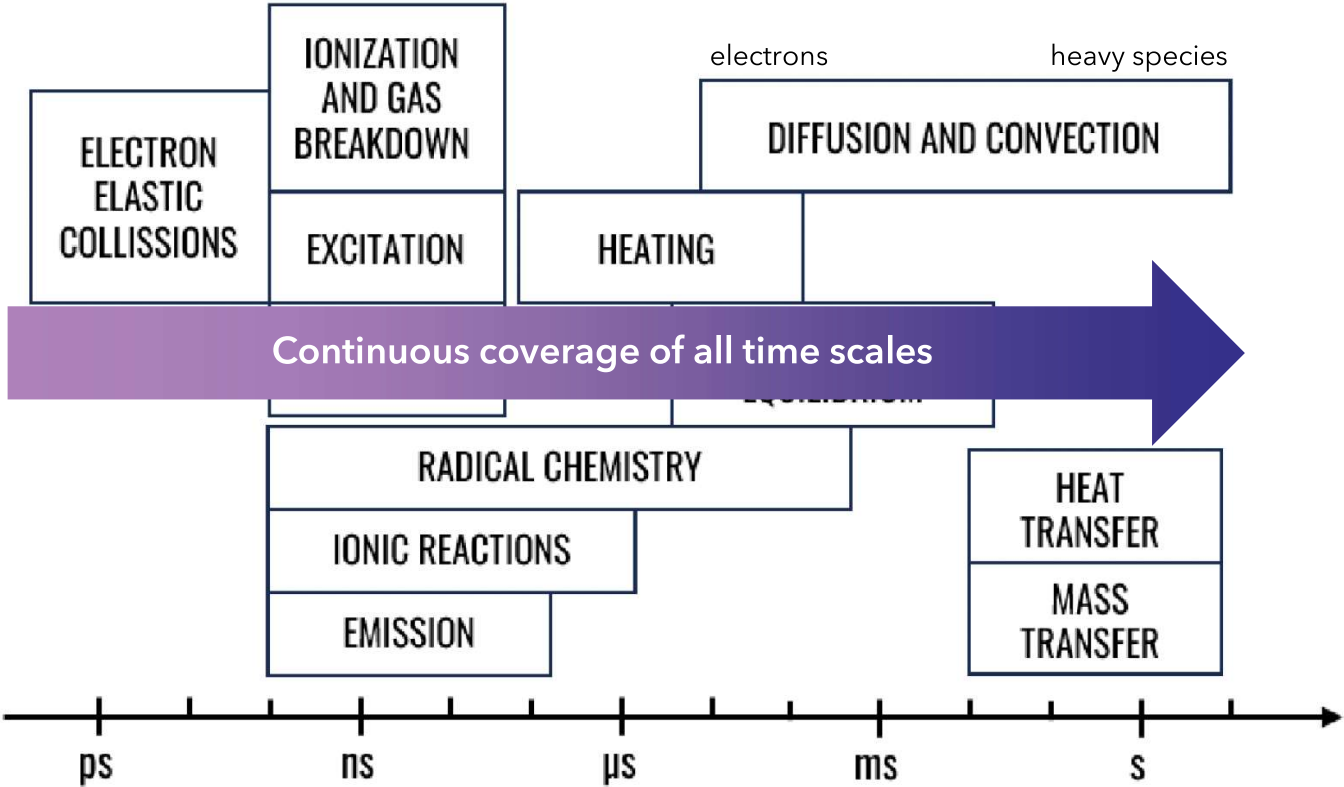 IONIZATION
AND GAS
BREAKDOWN
electrons
heavy species
ELECTRON
ELASTIC
COLLISSIONS
DIFFUSION AND CONVECTION
EXCITATION
HEATING
Continuous coverage of all time scales
RADICAL CHEMISTRY
HEAT
TRANSFER
IONIC REACTIONS
MASS
TRANSFER
EMISSION
ps
ns
µs
ms
s